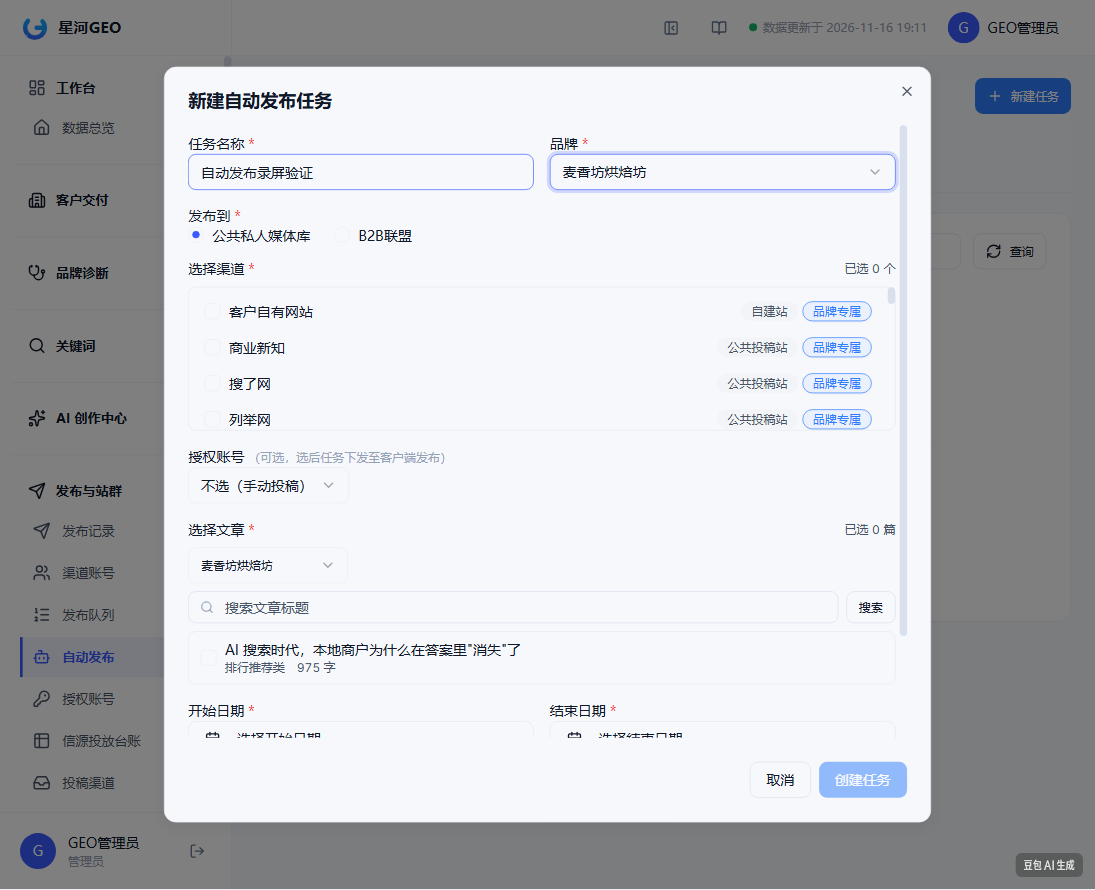 星河GEO
数据更新于 2026-11-16 19:11
G
GEO管理员
工作台
数据总览
客户交付
品牌诊断
关键词
AI 创作中心
发布与站群
发布记录
渠道账号
发布队列
自动发布
授权账号
信源投放台账
投稿渠道
G
GEO管理员
管理员
新建任务
查询
新建自动发布任务
任务名称 *
品牌 *
自动发布录屏验证
麦香坊烘焙坊
发布到 *
公共私人媒体库
B2B联盟
选择渠道 *
已选 0 个
客户自有网站 自建站 品牌专属
商业新知 公共投稿站 品牌专属
搜了网 公共投稿站 品牌专属
列举网 公共投稿站 品牌专属
授权账号 (可选，选后任务下发至客户端发布)
不选（手动投稿）
选择文章 *
已选 0 篇
麦香坊烘焙坊
搜索文章标题
搜索
AI 搜索时代，本地商户为什么在答案里"消失"了
排行推荐类 975 字
开始日期 *
结束日期 *
选择开始日期
选择结束日期
取消
创建任务
豆包 AI 生成